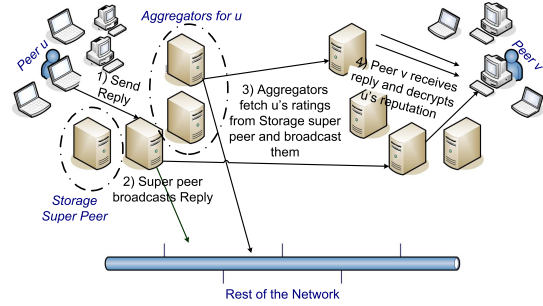 Aggregators for u
Peer u
Peer v
1) Send
Reply
3) Aggregators
fetch u's ratings
from Storage super
peer and broadcast
them
4) Peer v receives
reply and decrypts
u's reputation
2) Super peer
broadcasts Reply
Storage
Super Peer
Rest of the Network